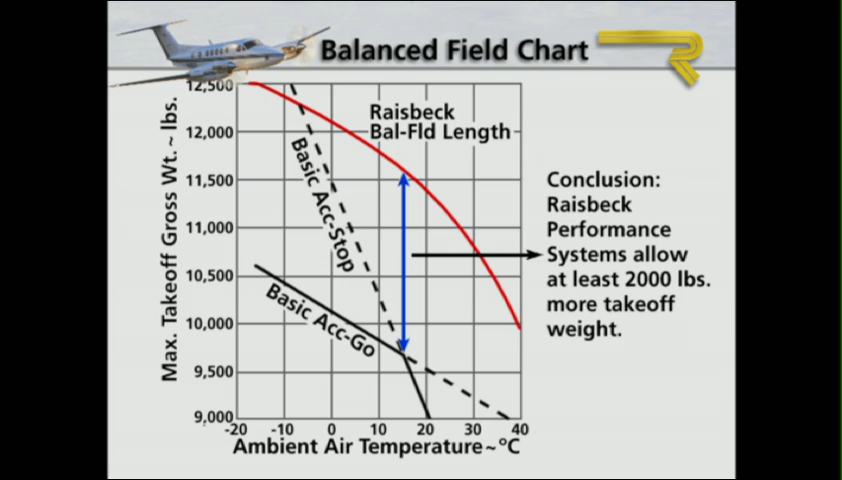 Balanced Field Chart
R
Max. Takeoff Gross Wt. ~ lbs.
12,500
12,000
11,500
11,000
10,500
10,000
9,500
9,000
-20 -10 0 10 20 30 40
Ambient Air Temperature~°C
Raisbeck
Bal-Fld Length
Basic Acc-Stop
Basic Acc-Go
Conclusion:
Raisbeck
Performance
Systems allow
at least 2000 lbs.
more takeoff
weight.